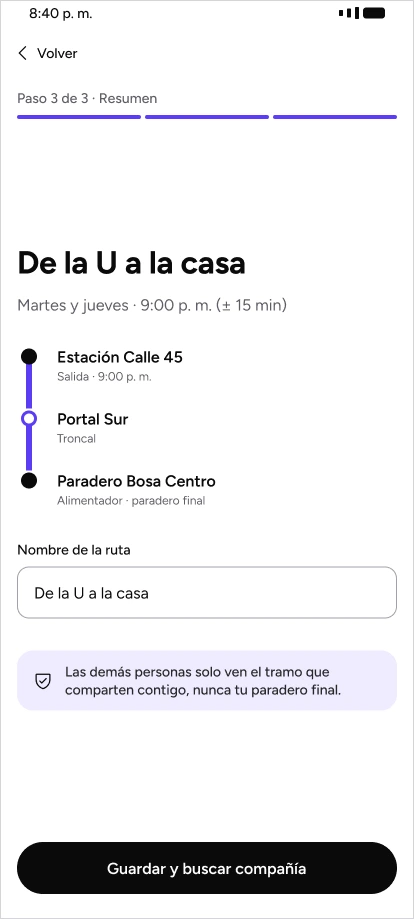 8:40 p. m.
Volver
Paso 3 de 3 · Resumen
De la U a la casa
Martes y jueves · 9:00 p. m. (± 15 min)
Estación Calle 45
Salida · 9:00 p. m.
Portal Sur
Troncal
Paradero Bosa Centro
Alimentador · paradero final
Nombre de la ruta
De la U a la casa
Las demás personas solo ven el tramo que
comparten contigo, nunca tu paradero final.
Guardar y buscar compañía